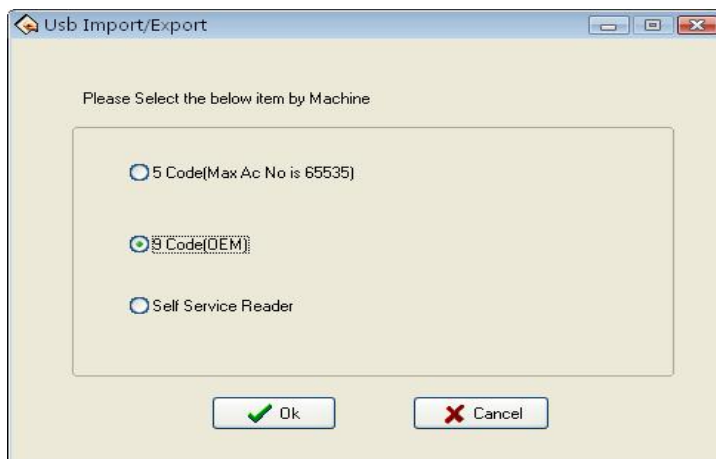 Usb Import/Export
Please Select the below item by Machine
5 Code(Max Ac No is 65535)
9 Code(OEM)
Self Service Reader
Ok
Cancel